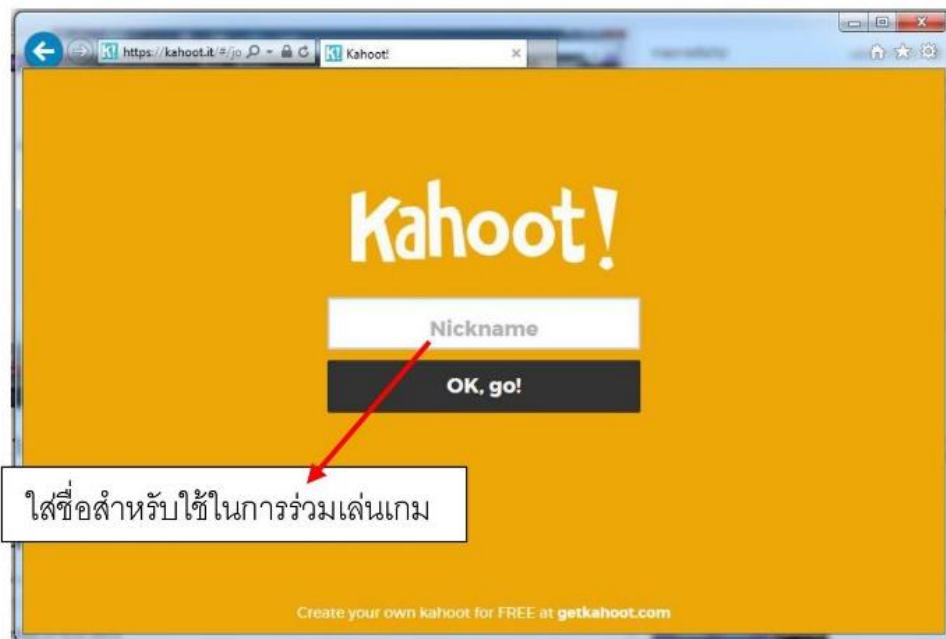 https://kahoot.it/#/jo
Kahoot!
Kahoot!
Nickname
OK, go!
ใส่ชื่อสำหรับใช้ในการร่วมเล่นเกม
Create your own kahoot for FREE at getkahoot.com